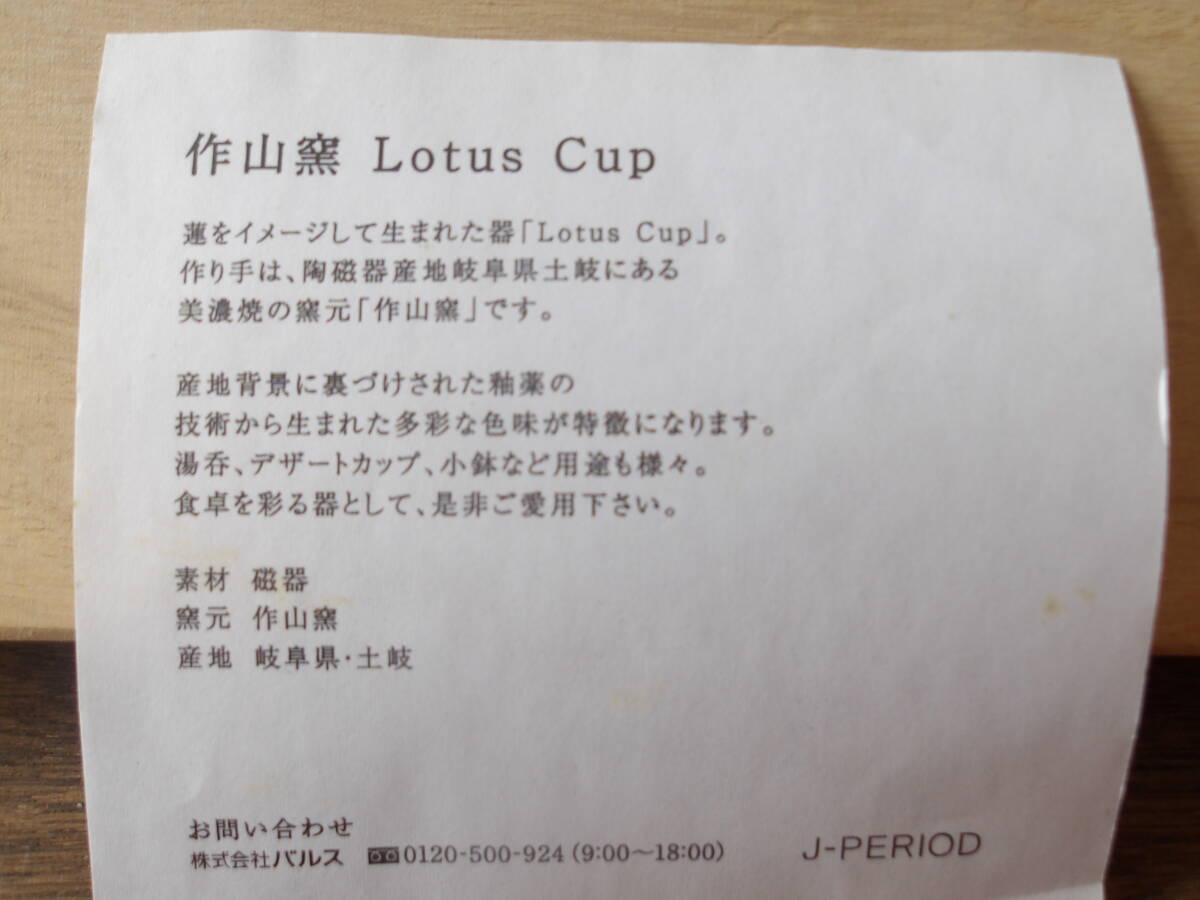 作山窯 Lotus Cup
蓮をイメージして生まれた器「Lotus Cup」。
作り手は、陶磁器産地岐阜県土岐にある
美濃焼の窯元「作山窯」です。
産地背景に裏づけされた釉薬の
技術から生まれた多彩な色味が特徴になります。
湯呑、デザートカップ、小鉢など用途も様々。
食卓を彩る器として、是非ご愛用下さい。
素材 磁器
窯元 作山窯
産地 岐阜県・土岐
お問い合わせ
株式会社バルス 0120-500-924(9:00~18:00)
J-PERIOD